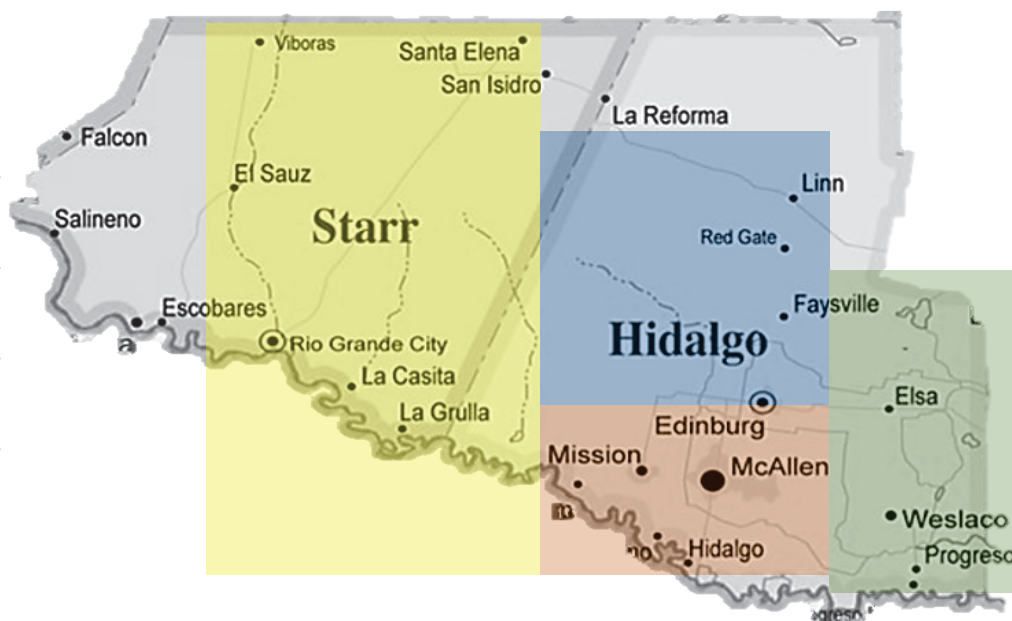 Viboras
Santa Elena
San Isidro
La Reforma
Falcon
El Sauz
Linn
Salineno
Starr
Red Gate
Escobares
Faysville
Rio Grande City
Hidalgo
La Casita
Elsa
La Grulla
Edinburg
Mission
McAllen
Weslaco
Hidalgo
Progreso